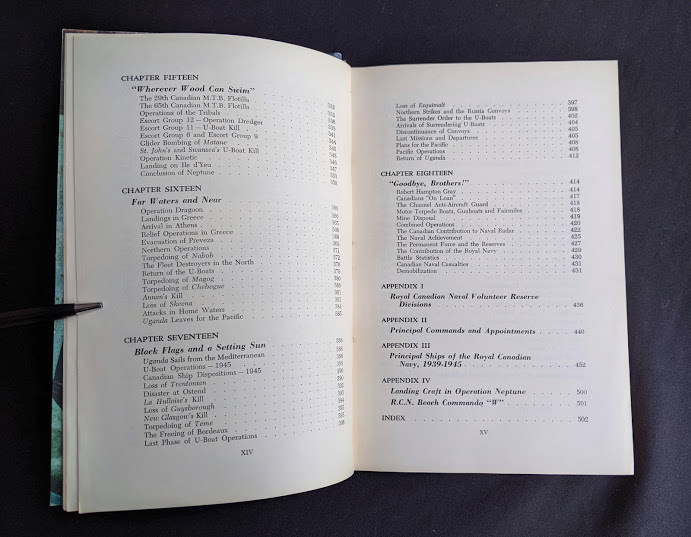 CHAPTER FIFTEEN
"Wherever Wood Can Swim"
The 29th Canadian M.T.B. Flotilla
The 65th Canadian M.T.B. Flotilla . . . 332
Operations of the Tribals
Escort Group 12 — Operation Dredger
Escort Group 11 — U-Boat Kill
Escort Group 6 and Escort Group 9
Glider Bombing of Matane
St. John's and Swansea's U-Boat Kill
Operation Kinetic
Landing on Ile d'Yeu
Conclusion of Neptune
CHAPTER SIXTEEN
Far Waters and Near
Operation Dragoon
Landings in Greece
Arrival in Athens
Relief Operations in Greece
Evacuation of Preveza
Northern Operations
Torpedoing of Nabob
The Fleet Destroyers in the North
Return of the U-Boats
Torpedoing of Magog
Torpedoing of Chebogue
Annan's Kill
Loss of Skeena
Attacks in Home Waters
Uganda Leaves for the Pacific
CHAPTER SEVENTEEN
Black Flags and a Setting Sun
Uganda Sails from the Mediterranean
U-Boat Operations — 1945
Canadian Ship Dispositions — 1945
Loss of Trentonian
Disaster at Ostend
La Hulloise's Kill
Loss of Guysborough
New Glasgow's Kill
Torpedoing of Teme
The Freeing of Bordeaux
Last Phase of U-Boat Operations
XIV
Loss of Esquimalt . . . 397
Northern Strikes and the Russia Convoys . . . 398
The Surrender Order to the U-Boats . . . 402
Arrivals of Surrendering U-Boats . . . 404
Discontinuance of Convoys . . . 405
Last Missions and Departures . . . 405
Plans for the Pacific . . . 408
Pacific Operations . . . 408
Return of Uganda . . . 412
CHAPTER EIGHTEEN
"Goodbye, Brothers!" . . . 414
Robert Hampton Gray . . . 414
Canadians "On Loan" . . . 417
The Channel Anti-Aircraft Guard . . . 418
Motor Torpedo Boats, Gunboats and Fairmiles . . . 418
Mine Disposal . . . 419
Combined Operations . . . 420
The Canadian Contribution to Naval Radar . . . 422
The Naval Achievement . . . 425
The Permanent Force and the Reserves . . . 427
The Contribution of the Royal Navy . . . 429
Battle Statistics . . . 430
Canadian Naval Casualties . . . 431
Demobilization . . . 431
APPENDIX I
Royal Canadian Naval Volunteer Reserve
Divisions . . . 436
APPENDIX II
Principal Commands and Appointments . . . 440
APPENDIX III
Principal Ships of the Royal Canadian
Navy, 1939-1945 . . . 452
APPENDIX IV
Landing Craft in Operation Neptune . . . 500
R.C.N. Beach Commando "W" . . . 501
INDEX . . . 502
XV